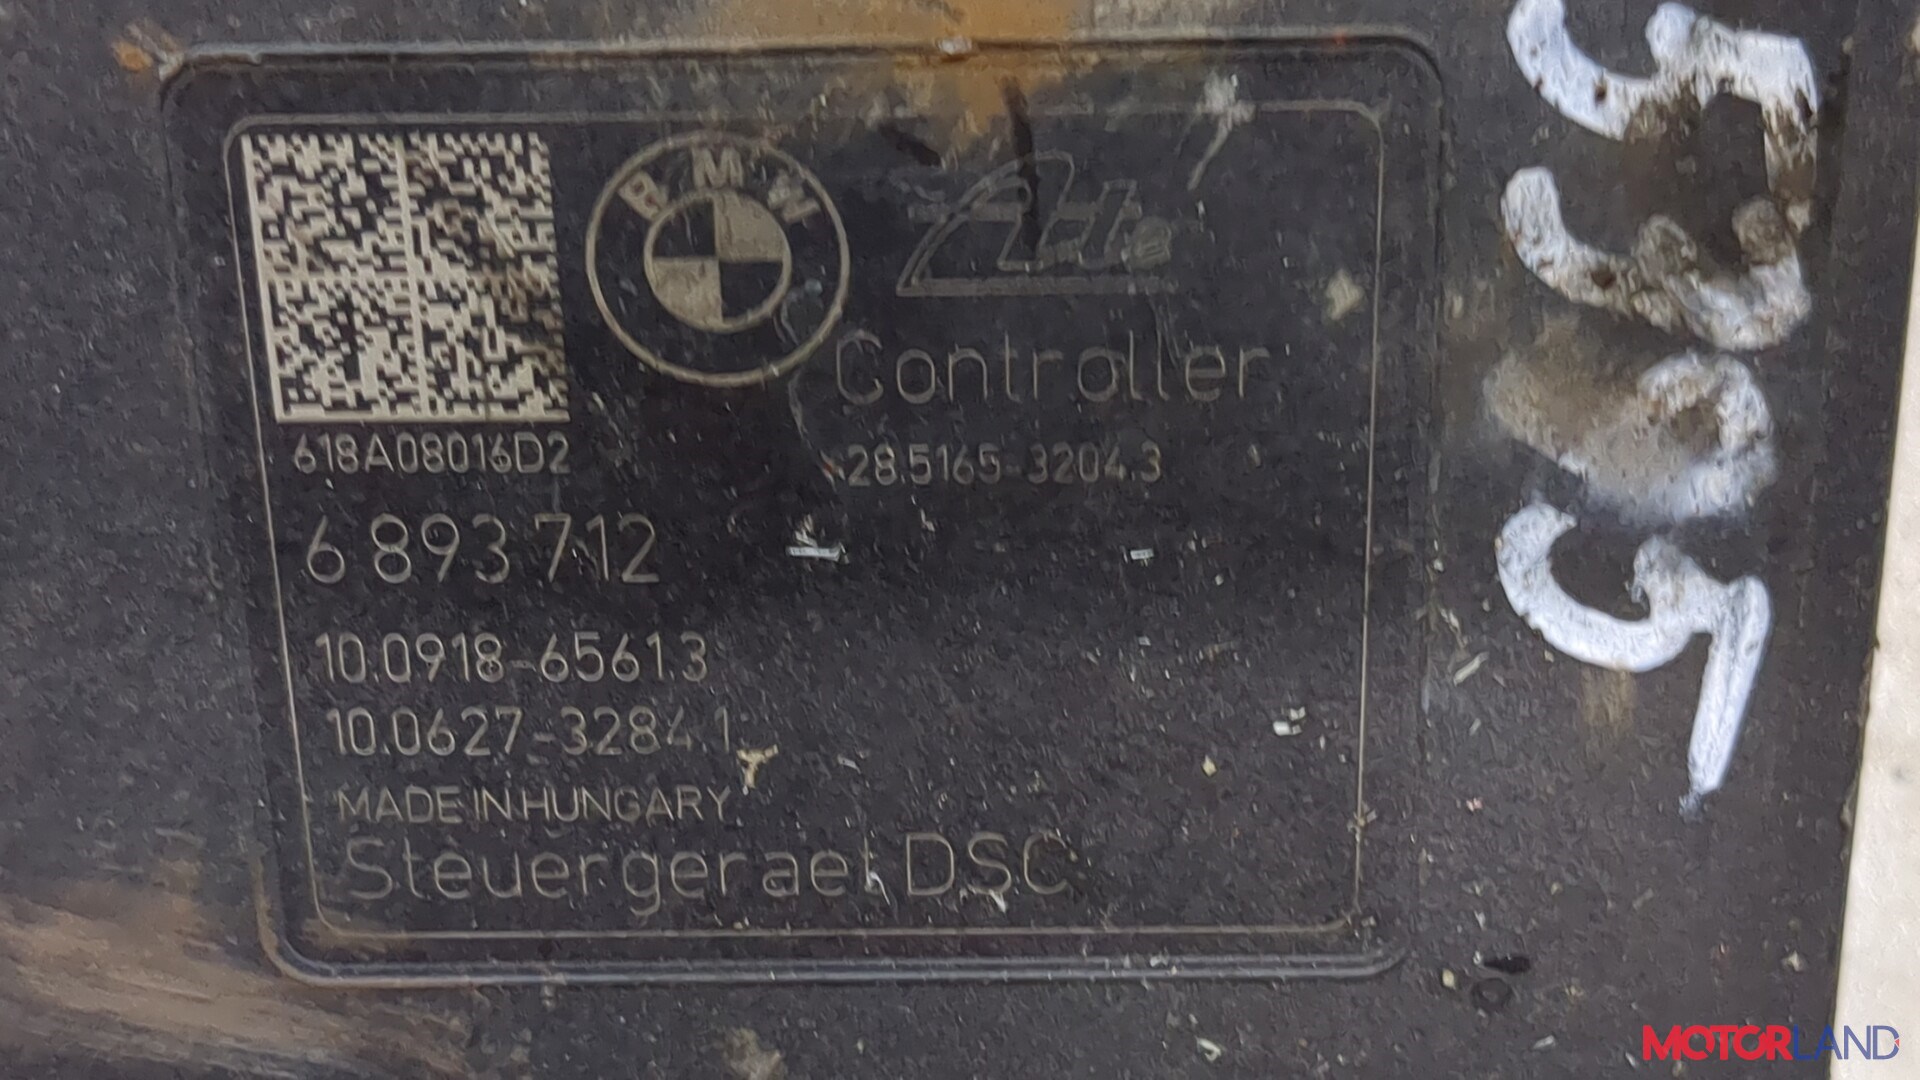 BMW
Ate
Controller
618A08016D2
28.5165-3204.3
6 893 712
10.0918-6561.3
10.0627-3284.1
MADE IN HUNGARY
Steuergeraet DSC
MOTORLAND